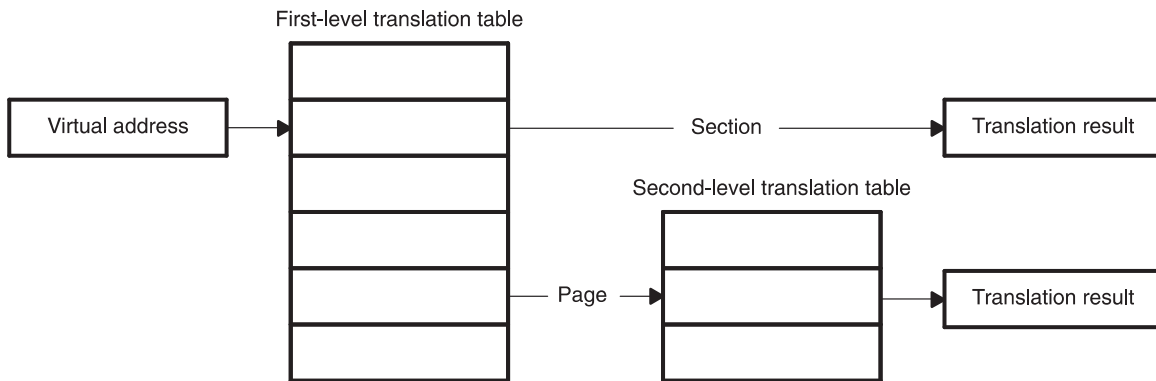 First-level translation table
Virtual address
Section
Translation result
Second-level translation table
Page
Translation result